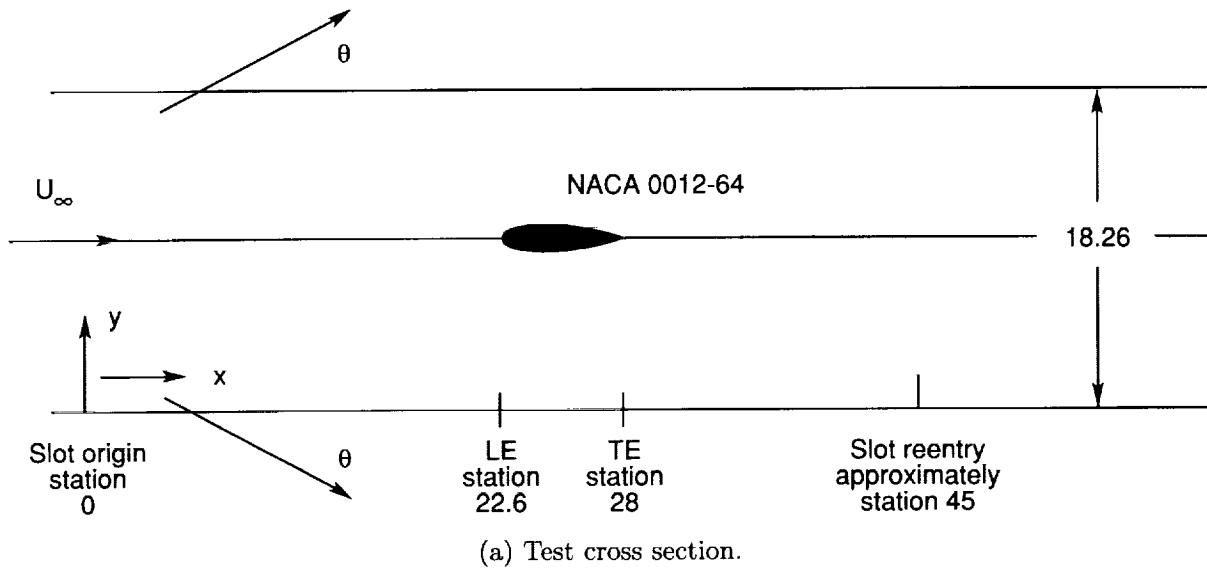 θ
U∞
NACA 0012-64
18.26
y
x
θ
Slot origin
station
0
LE
station
22.6
TE
station
28
Slot reentry
approximately
station 45
(a) Test cross section.